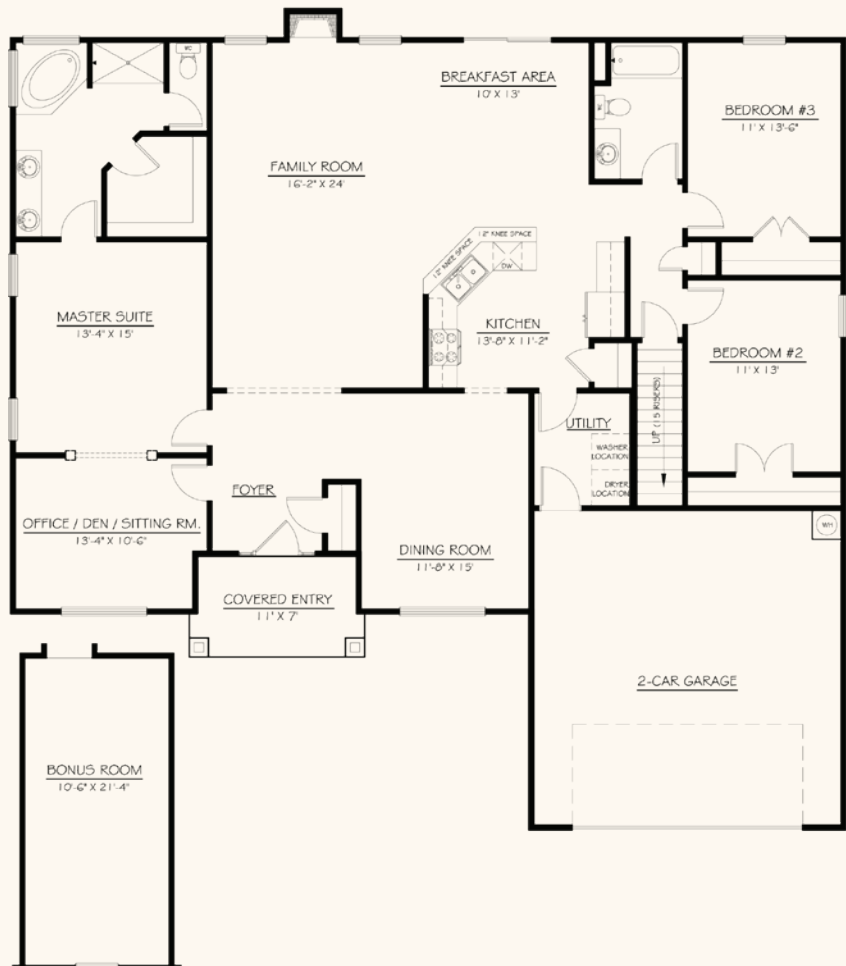 WC
BREAKFAST AREA
10' X 13'
WC
BEDROOM #3
11' X 13'-6"
FAMILY ROOM
16'-2" X 24'
12" KNEE SPACE
12" KNEE SPACE
DW
MASTER SUITE
13'-4" X 15'
KITCHEN
13'-8" X 11'-2"
BEDROOM #2
11' X 13'
UP (15 RISERS)
UTILITY
WASHER
LOCATION
DRYER
LOCATION
FOYER
OFFICE / DEN / SITTING RM.
13'-4" X 10'-6"
WH
DINING ROOM
11'-8" X 15'
COVERED ENTRY
11' X 7'
2-CAR GARAGE
BONUS ROOM
10'-6" X 21'-4"